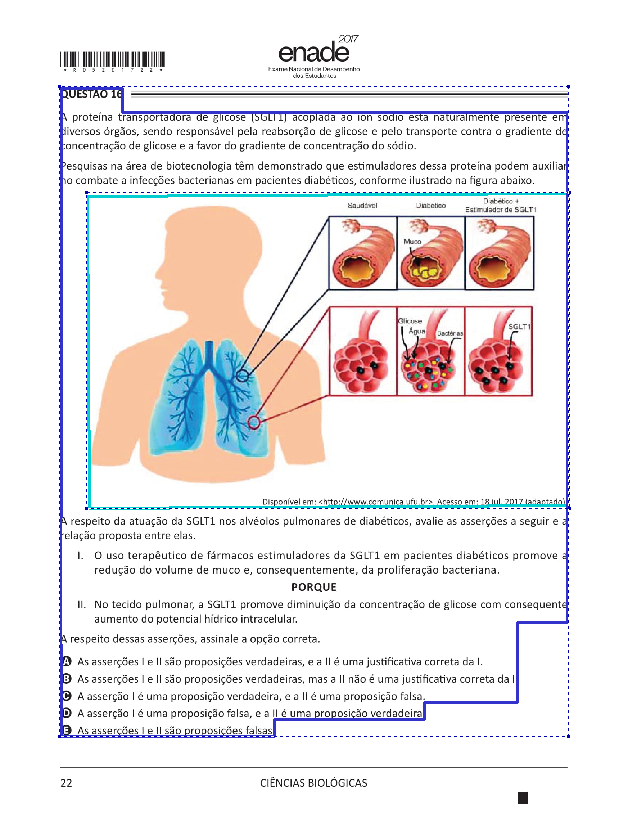 2017
enade
Exame Nacional de Desempenho
dos Estudantes
QUESTÃO 16
A proteína transportadora de glicose (SGLT1) acoplada ao íon sódio está naturalmente presente em
diversos órgãos, sendo responsável pela reabsorção de glicose e pelo transporte contra o gradiente de
concentração de glicose e a favor do gradiente de concentração do sódio.
Pesquisas na área de biotecnologia têm demonstrado que estimuladores dessa proteína podem auxiliar
no combate a infecções bacterianas em pacientes diabéticos, conforme ilustrado na figura abaixo.
Saudável
Diabético
Diabético +
Estimulador de SGLT1
Muco
Glicose
Água
Bactérias
SGLT1
Disponível em: <http://www.comunica.ufu.br>. Acesso em: 18 jul. 2017 (adaptado).
A respeito da atuação da SGLT1 nos alvéolos pulmonares de diabéticos, avalie as asserções a seguir e a
relação proposta entre elas.
I. O uso terapêutico de fármacos estimuladores da SGLT1 em pacientes diabéticos promove a
redução do volume de muco e, consequentemente, da proliferação bacteriana.
PORQUE
II. No tecido pulmonar, a SGLT1 promove diminuição da concentração de glicose com consequente
aumento do potencial hídrico intracelular.
A respeito dessas asserções, assinale a opção correta.
A As asserções I e II são proposições verdadeiras, e a II é uma justificativa correta da I.
B As asserções I e II são proposições verdadeiras, mas a II não é uma justificativa correta da I.
C A asserção I é uma proposição verdadeira, e a II é uma proposição falsa.
D A asserção I é uma proposição falsa, e a II é uma proposição verdadeira.
E As asserções I e II são proposições falsas.
22
CIÊNCIAS BIOLÓGICAS